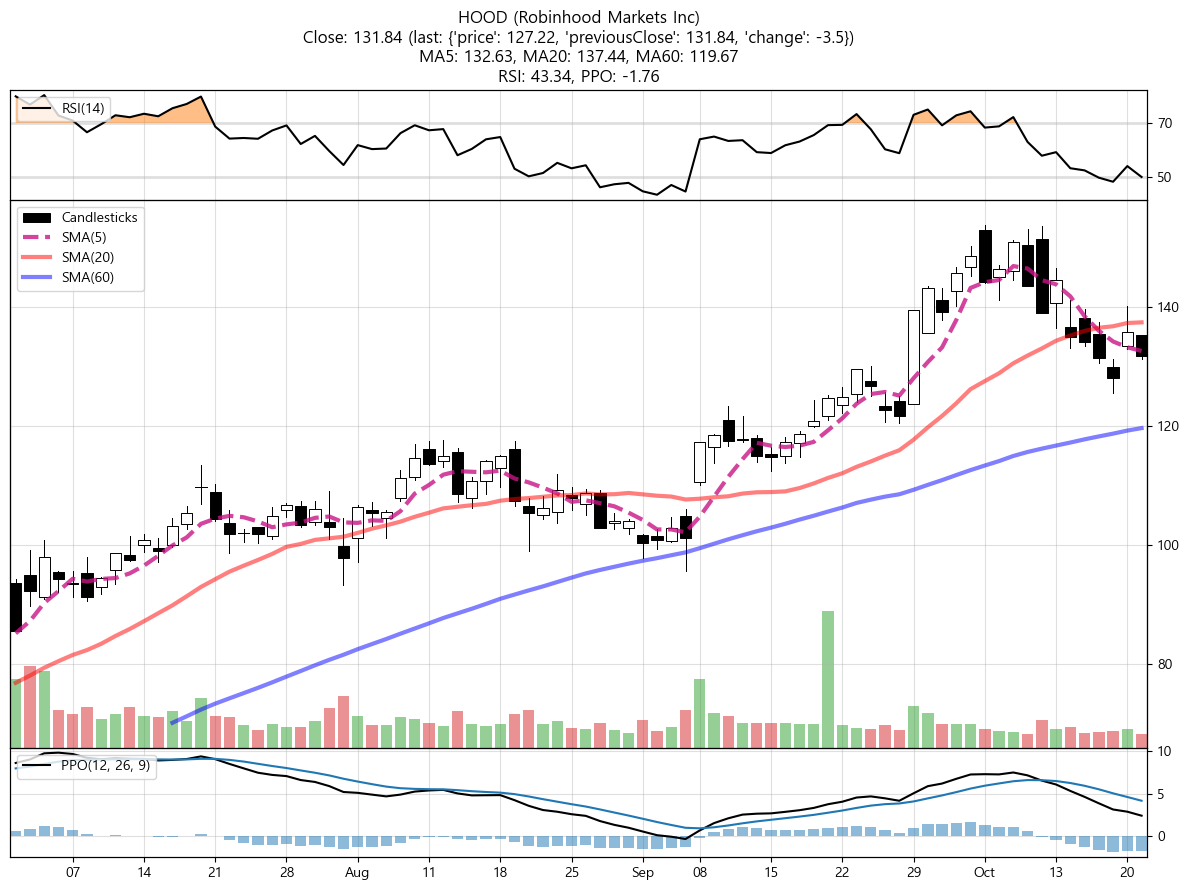 HOOD (Robinhood Markets Inc)
Close: 131.84 (last: {'price': 127.22, 'previousClose': 131.84, 'change': -3.5})
MA5: 132.63, MA20: 137.44, MA60: 119.67
RSI: 43.34, PPO: -1.76
RSI(14)
70
50
Candlesticks
SMA(5)
SMA(20)
SMA(60)
140
120
100
80
PPO(12, 26, 9)
10
5
0
07 14 21 28 Aug 11 18 25 Sep 08 15 22 29 Oct 13 20